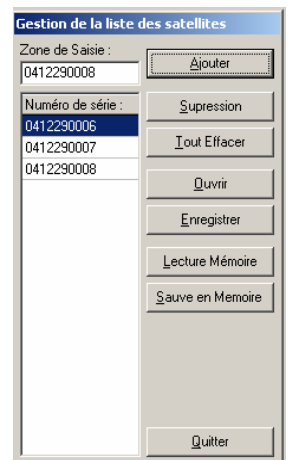 Gestion de la liste des satellites
Zone de Saisie :
0412290008
Ajouter
Numéro de série :
0412290006
0412290007
0412290008
Supression
Tout Effacer
Ouvrir
Enregistrer
Lecture Mémoire
Sauve en Memoire
Quitter